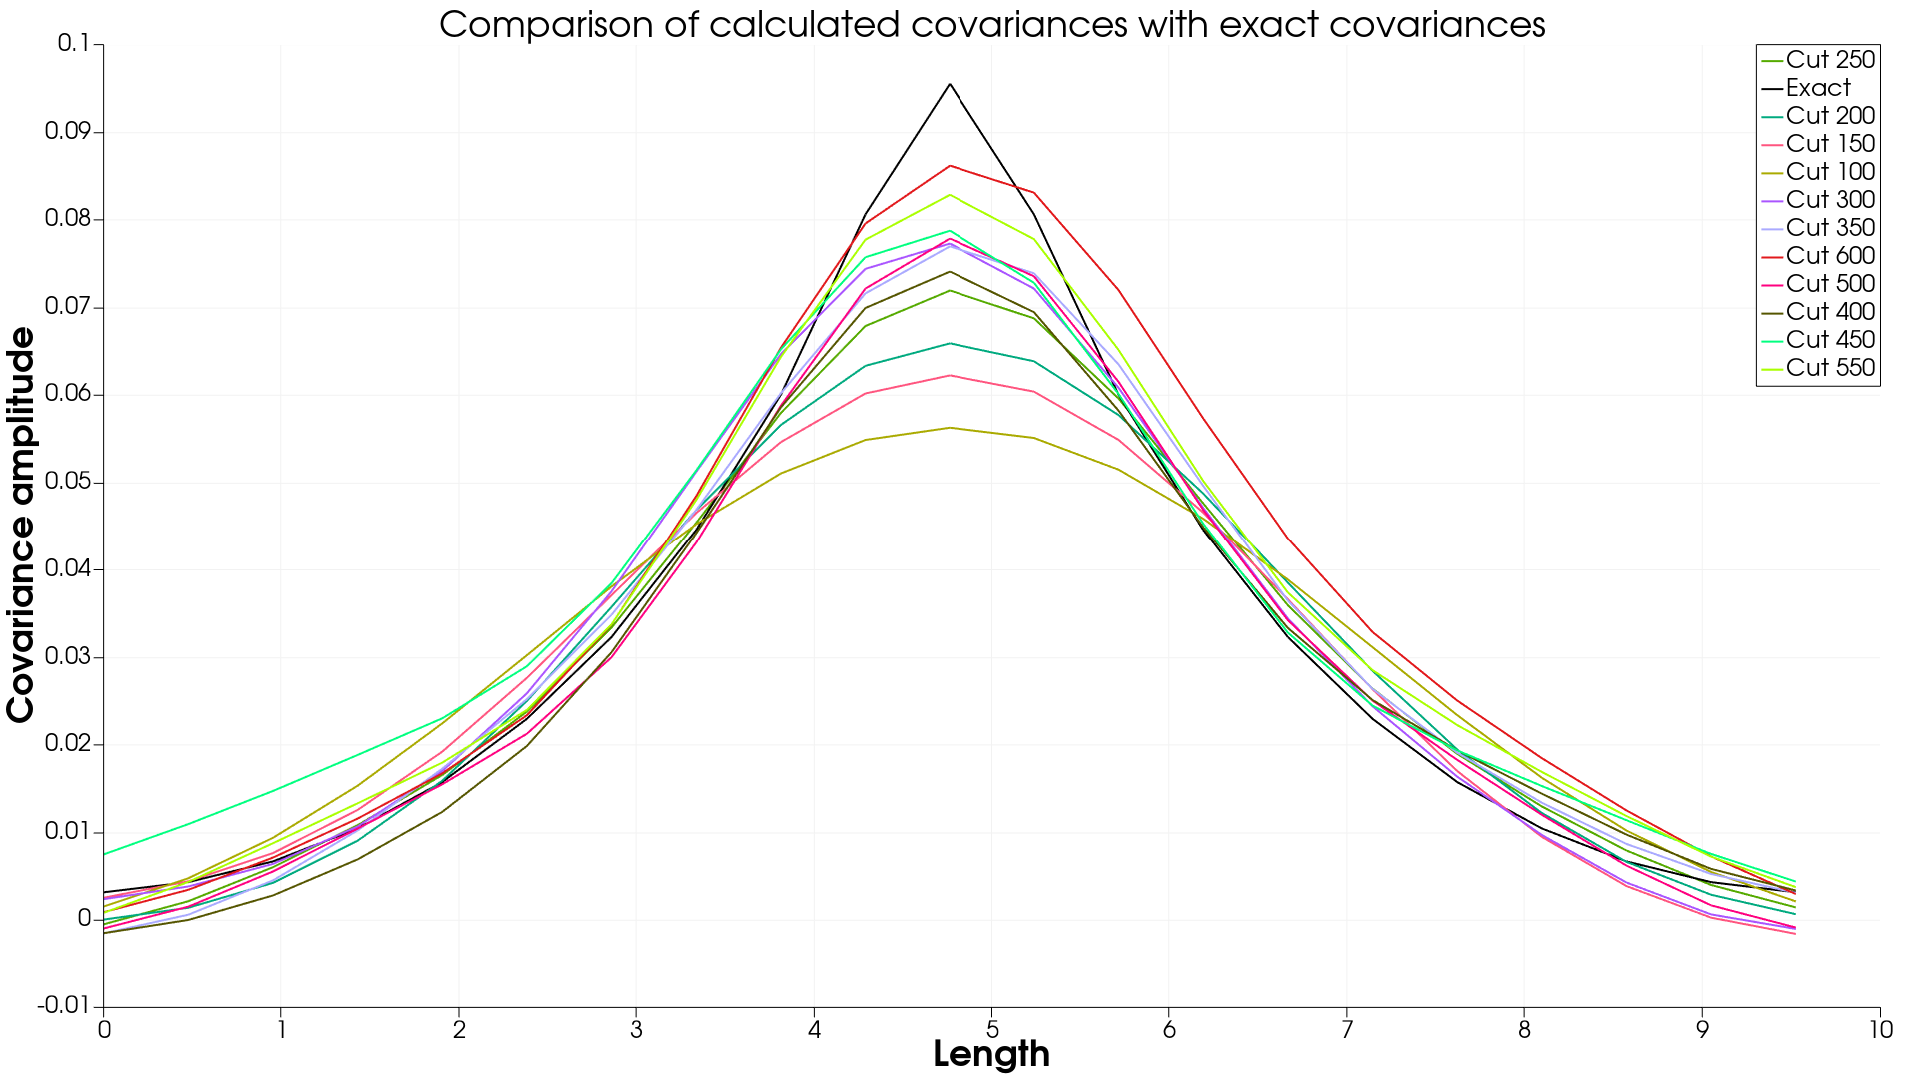 Comparison of calculated covariances with exact covariances
0.1
0.09
0.08
0.07
0.06
0.05
0.04
0.03
0.02
0.01
0
-0.01
Covariance amplitude
0 1 2 3 4 5 6 7 8 9 10
Length
Cut 250
Exact
Cut 200
Cut 150
Cut 100
Cut 300
Cut 350
Cut 600
Cut 500
Cut 400
Cut 450
Cut 550